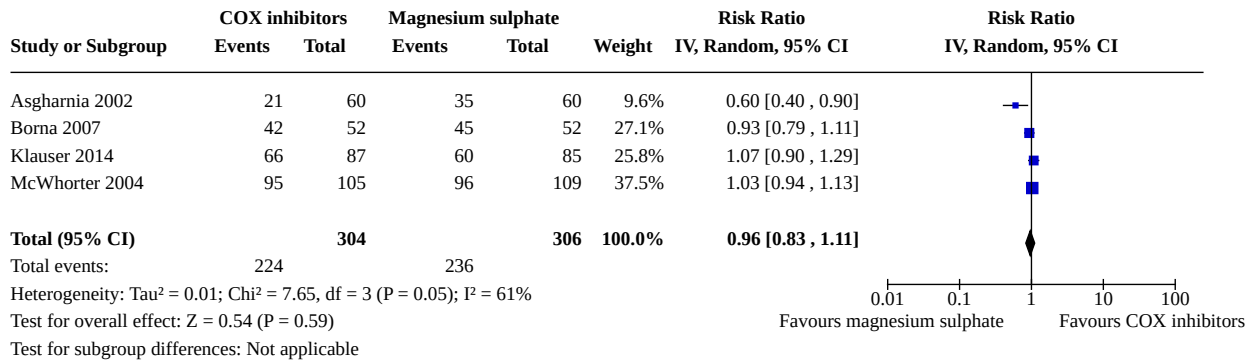 COX inhibitors Magnesium sulphate Risk Ratio Risk Ratio
Study or Subgroup Events Total Events Total Weight IV, Random, 95% CI IV, Random, 95% CI
Asgharnia 2002 21 60 35 60 9.6% 0.60 [0.40 , 0.90]
Borna 2007 42 52 45 52 27.1% 0.93 [0.79 , 1.11]
Klauser 2014 66 87 60 85 25.8% 1.07 [0.90 , 1.29]
McWhorter 2004 95 105 96 109 37.5% 1.03 [0.94 , 1.13]
Total (95% CI) 304 306 100.0% 0.96 [0.83 , 1.11]
Total events: 224 236
Heterogeneity: Tau² = 0.01; Chi² = 7.65, df = 3 (P = 0.05); I² = 61%
0.01 0.1 1 10 100
Test for overall effect: Z = 0.54 (P = 0.59) Favours magnesium sulphate Favours COX inhibitors
Test for subgroup differences: Not applicable